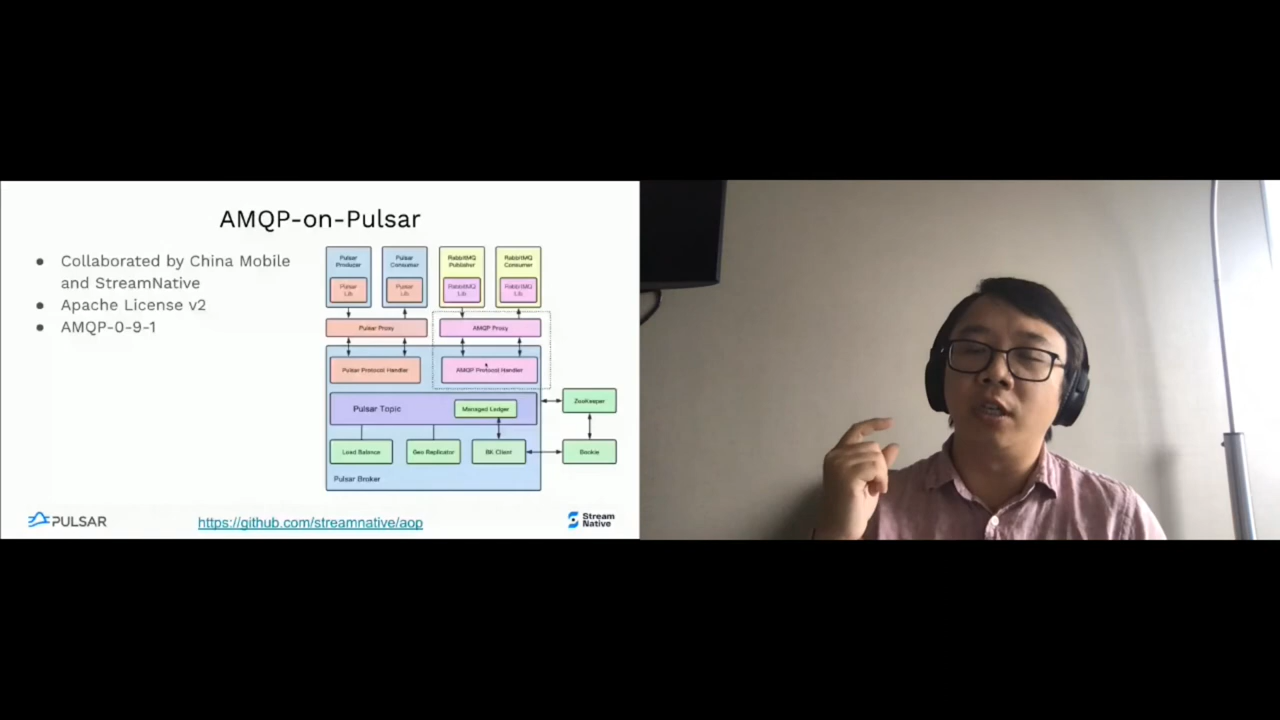 AMQP-on-Pulsar
Collaborated by China Mobile
and StreamNative
Apache License v2
AMQP-0-9-1
Pulsar
Producer
Pulsar
Consumer
RabbitMQ
Publisher
RabbitMQ
Consumer
Pulsar
Lib
Pulsar
Lib
RabbitMQ
Lib
RabbitMQ
Lib
Pulsar Proxy
AMQP Proxy
Pulsar Protocol Handler
AMQP Protocol Handler
Pulsar Topic
Managed Ledger
ZooKeeper
Load Balance
Geo Replicator
BK Client
Bookie
Pulsar Broker
PULSAR
https://github.com/streamnative/aop
Stream
Native